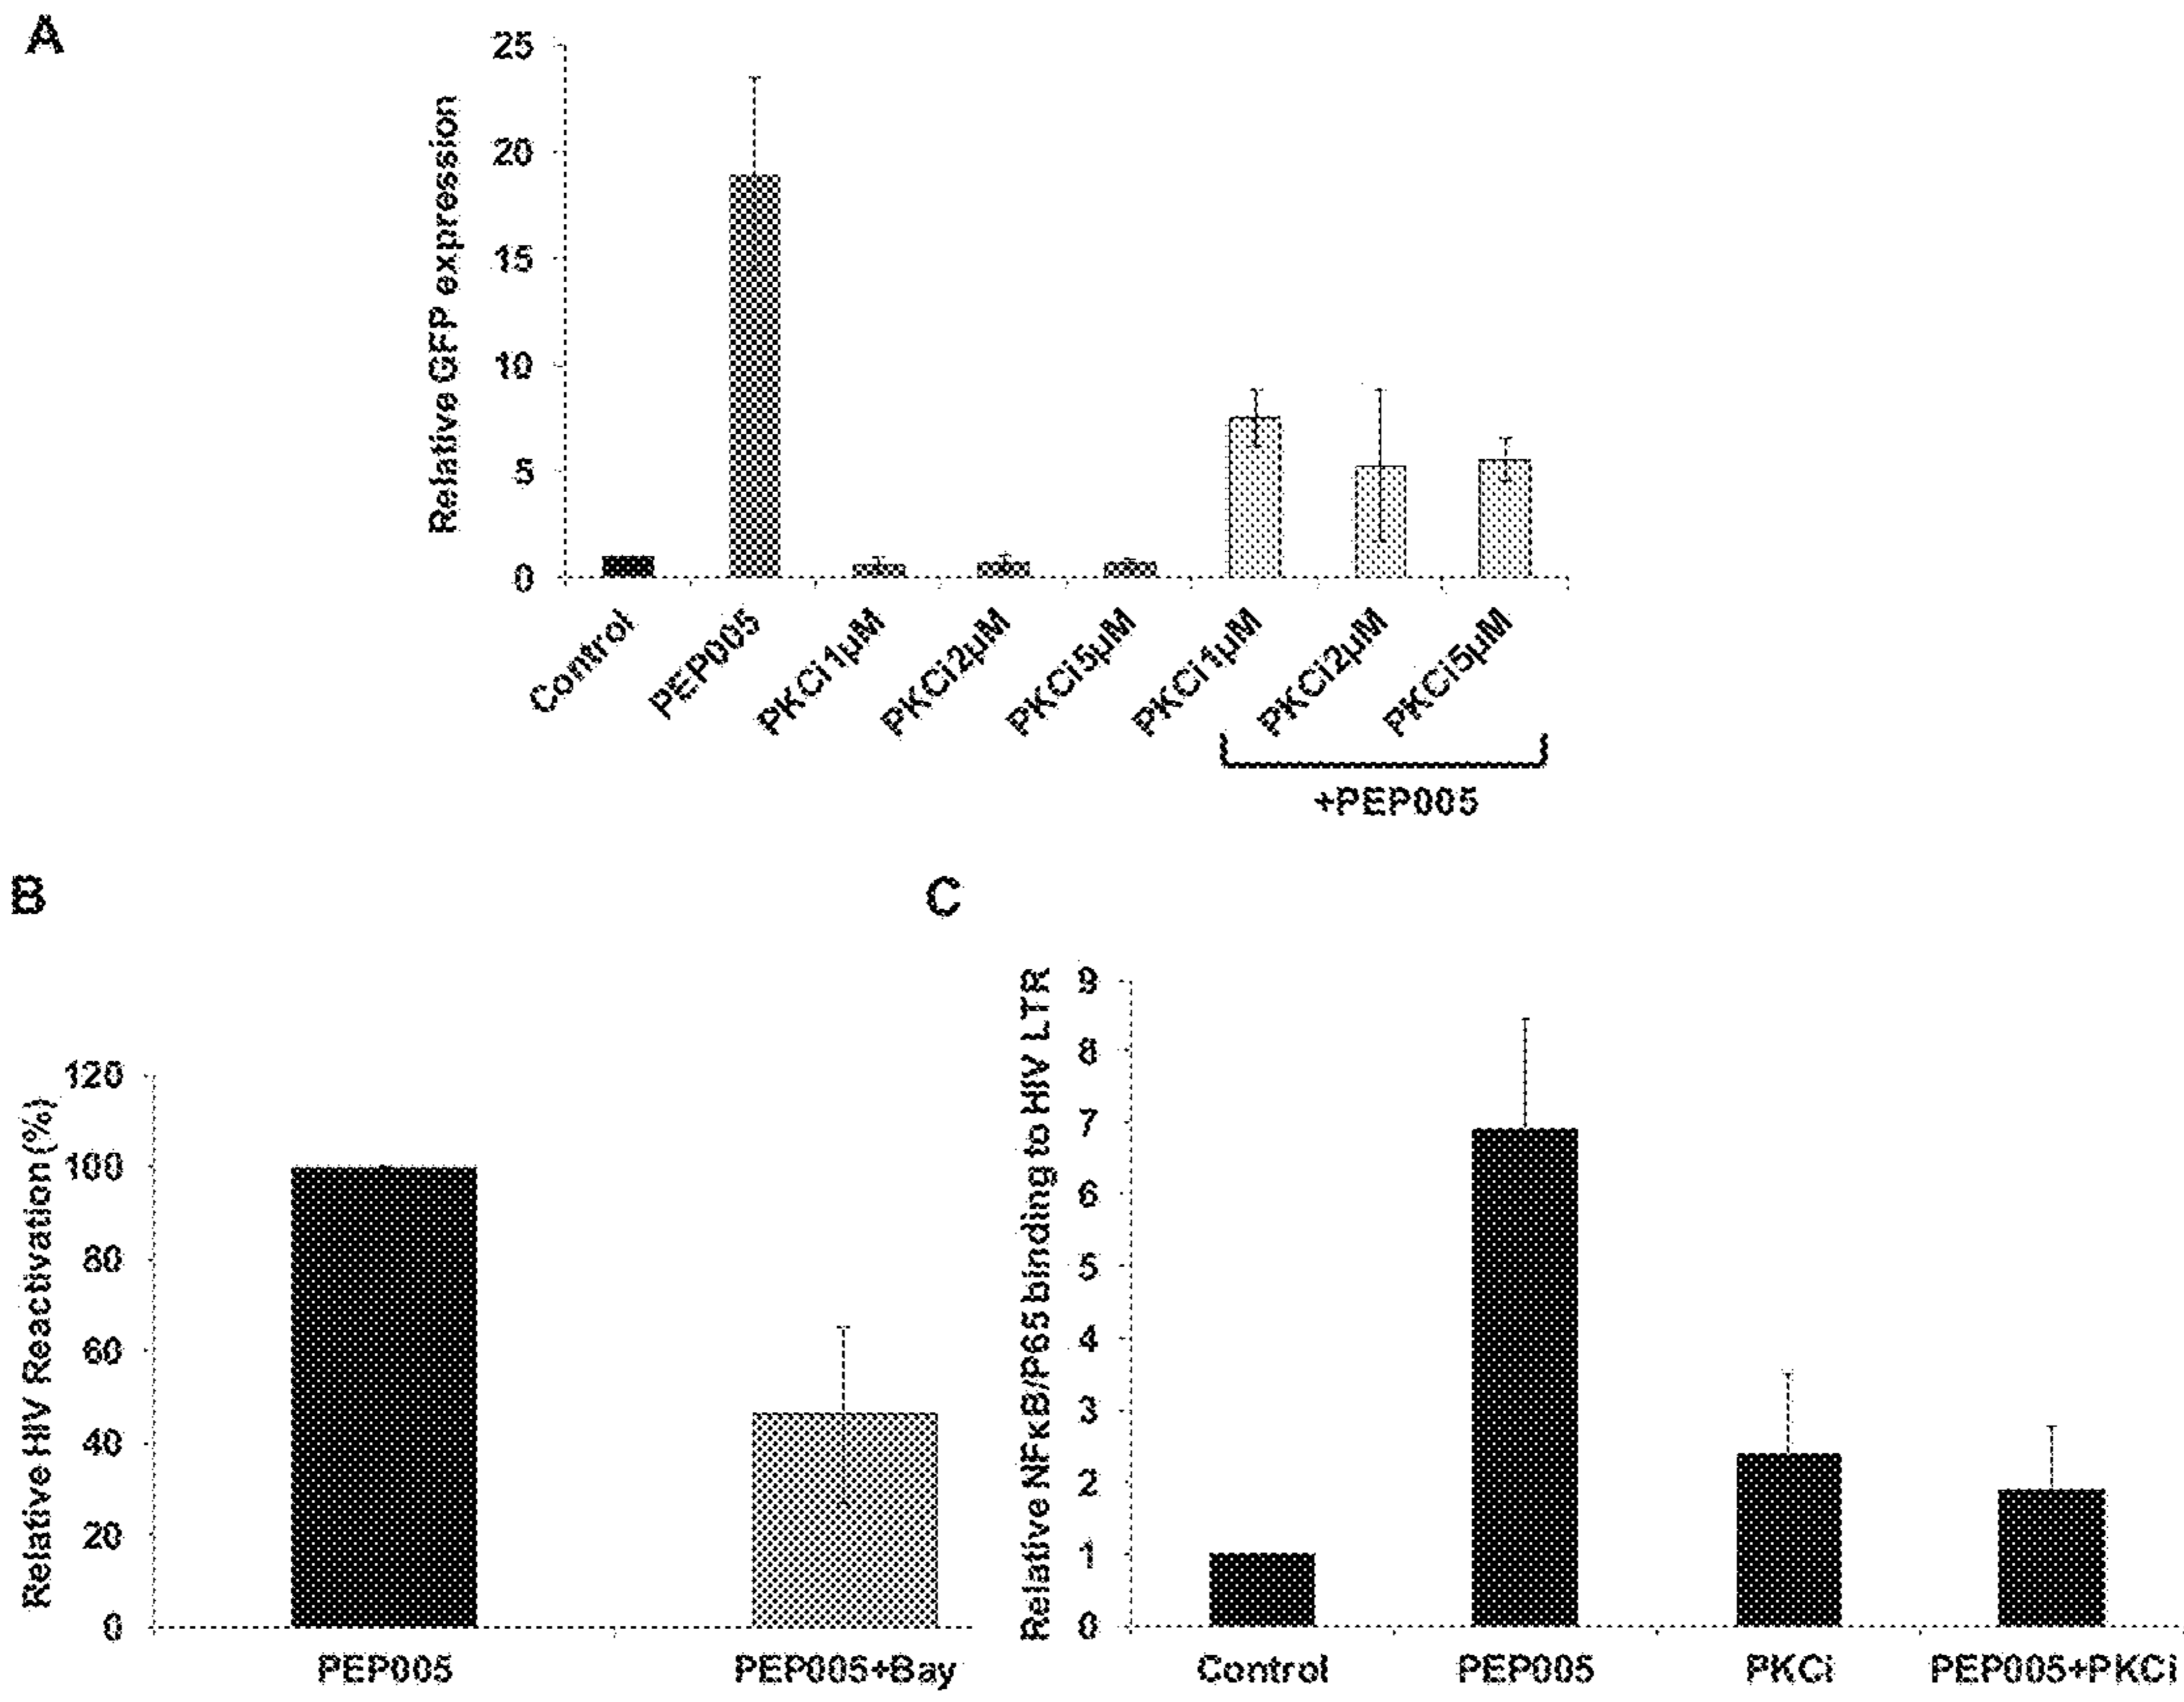 A
Relative GFP expression
25
20
15
10
5
0
Control
PEP005
PKCi1µM
PKCi2µM
PKCi5µM
PKCi1µM
PKCi2µM
PKCi5µM
+PEP005
B
Relative HIV Reactivation (%)
120
100
80
60
40
20
0
PEP005
PEP005+Bay
C
Relative NFκB/P65 binding to HIV LTR
9
8
7
6
5
4
3
2
1
0
Control
PEP005
PKCi
PEP005+PKCi